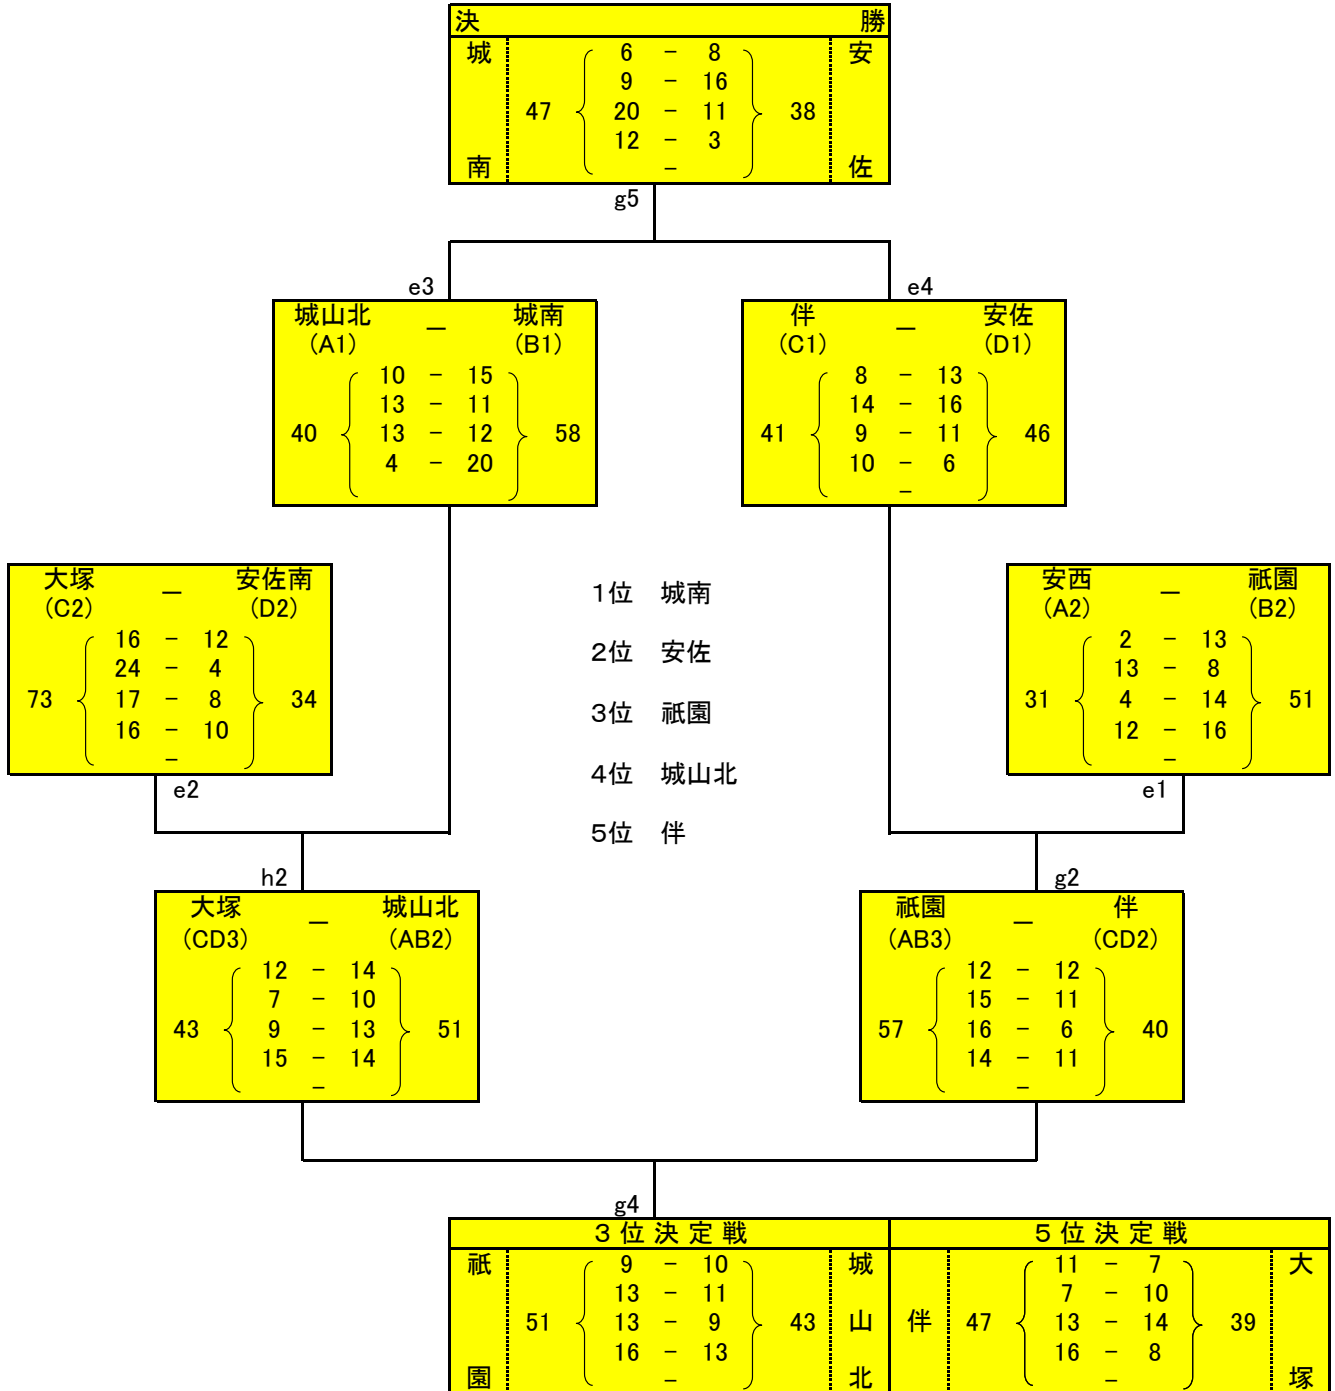 決 勝
城南 安佐
6 - 8
9 - 16
47 20 - 11 38
12 - 3
-
g5
e3 e4
城山北 － 城南
(A1) (B1)
10 - 15
13 - 11
40 13 - 12 58
4 - 20
伴 － 安佐
(C1) (D1)
8 - 13
14 - 16
41 9 - 11 46
10 - 6
-
大塚 － 安佐南
(C2) (D2)
16 - 12
24 - 4
73 17 - 8 34
16 - 10
-
e2
1位 城南
2位 安佐
3位 祇園
4位 城山北
5位 伴
安西 － 祇園
(A2) (B2)
2 - 13
13 - 8
31 4 - 14 51
12 - 16
-
e1
h2 g2
大塚 － 城山北
(CD3) (AB2)
12 - 14
7 - 10
43 9 - 13 51
15 - 14
-
祇園 － 伴
(AB3) (CD2)
12 - 12
15 - 11
57 16 - 6 40
14 - 11
-
g4
3位決定戦
祇園 城山北
9 - 10
13 - 11
51 13 - 9 43
16 - 13
-
5位決定戦
伴 大塚
11 - 7
7 - 10
47 13 - 14 39
16 - 8
-